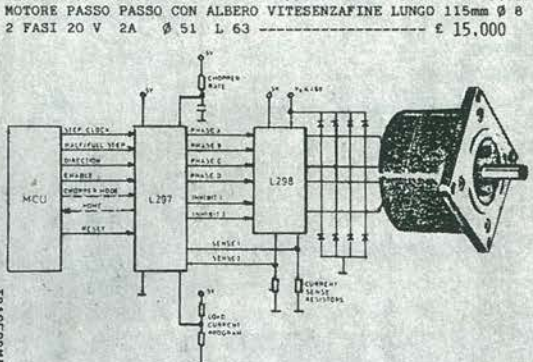 MOTORE PASSO PASSO CON ALBERO VITESENZAFINE LUNGO 115mm Ø 8
2 FASI 20 V 2A Ø 51 L 63 ---------------- £ 15.000
5V
CHOPPER
RATE
5V
5V
STEP CLOCK
HALF/FULL STEP
DIRECTION
ENABLE
CHOPPER MODE
HOME
RESET
MCU
L297
PHASE A
PHASE B
PHASE C
PHASE D
INHIBIT 1
INHIBIT 2
SENSE 1
SENSE 2
L298
CURRENT
SENSE
RESISTORS
5V
LOAD
CURRENT
PROGRAM